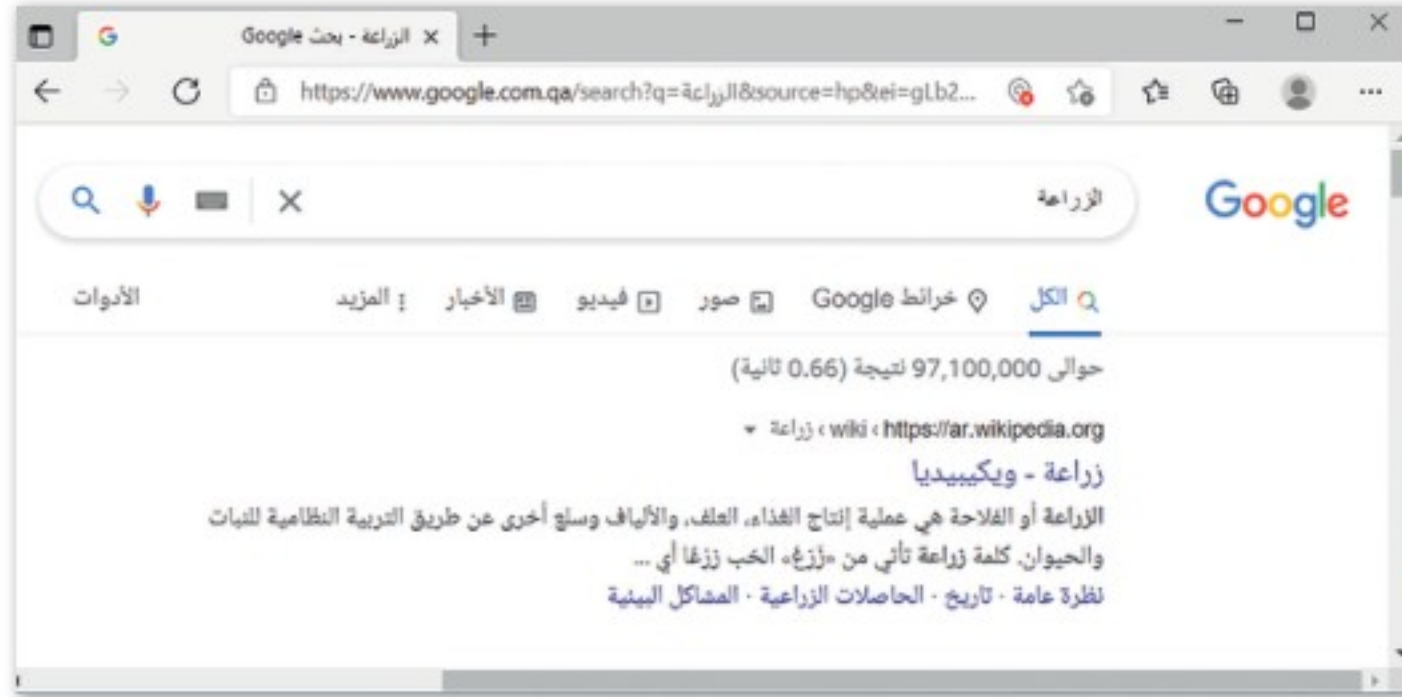 الزراعة - بحث Google
https://www.google.com.qa/search?q=الزراعة&source=hp&ei=gLb2...
الزراعة
Google
الكل
خرائط Google
صور
فيديو
الأخبار
المزيد
الأدوات
حوالى 97,100,000 نتيجة (0.66 ثانية)
https://ar.wikipedia.org › wiki › زراعة
زراعة - ويكيبيديا
الزراعة أو الفلاحة هي عملية إنتاج الغذاء، العلف، والألياف وسلع أخرى عن طريق التربية النظامية للنبات
والحيوان. كلمة زراعة تأتي من «زَرَعَ» الحب زرعًا أي ...
نظرة عامة · تاريخ · الحاصلات الزراعية · المشاكل البيئية